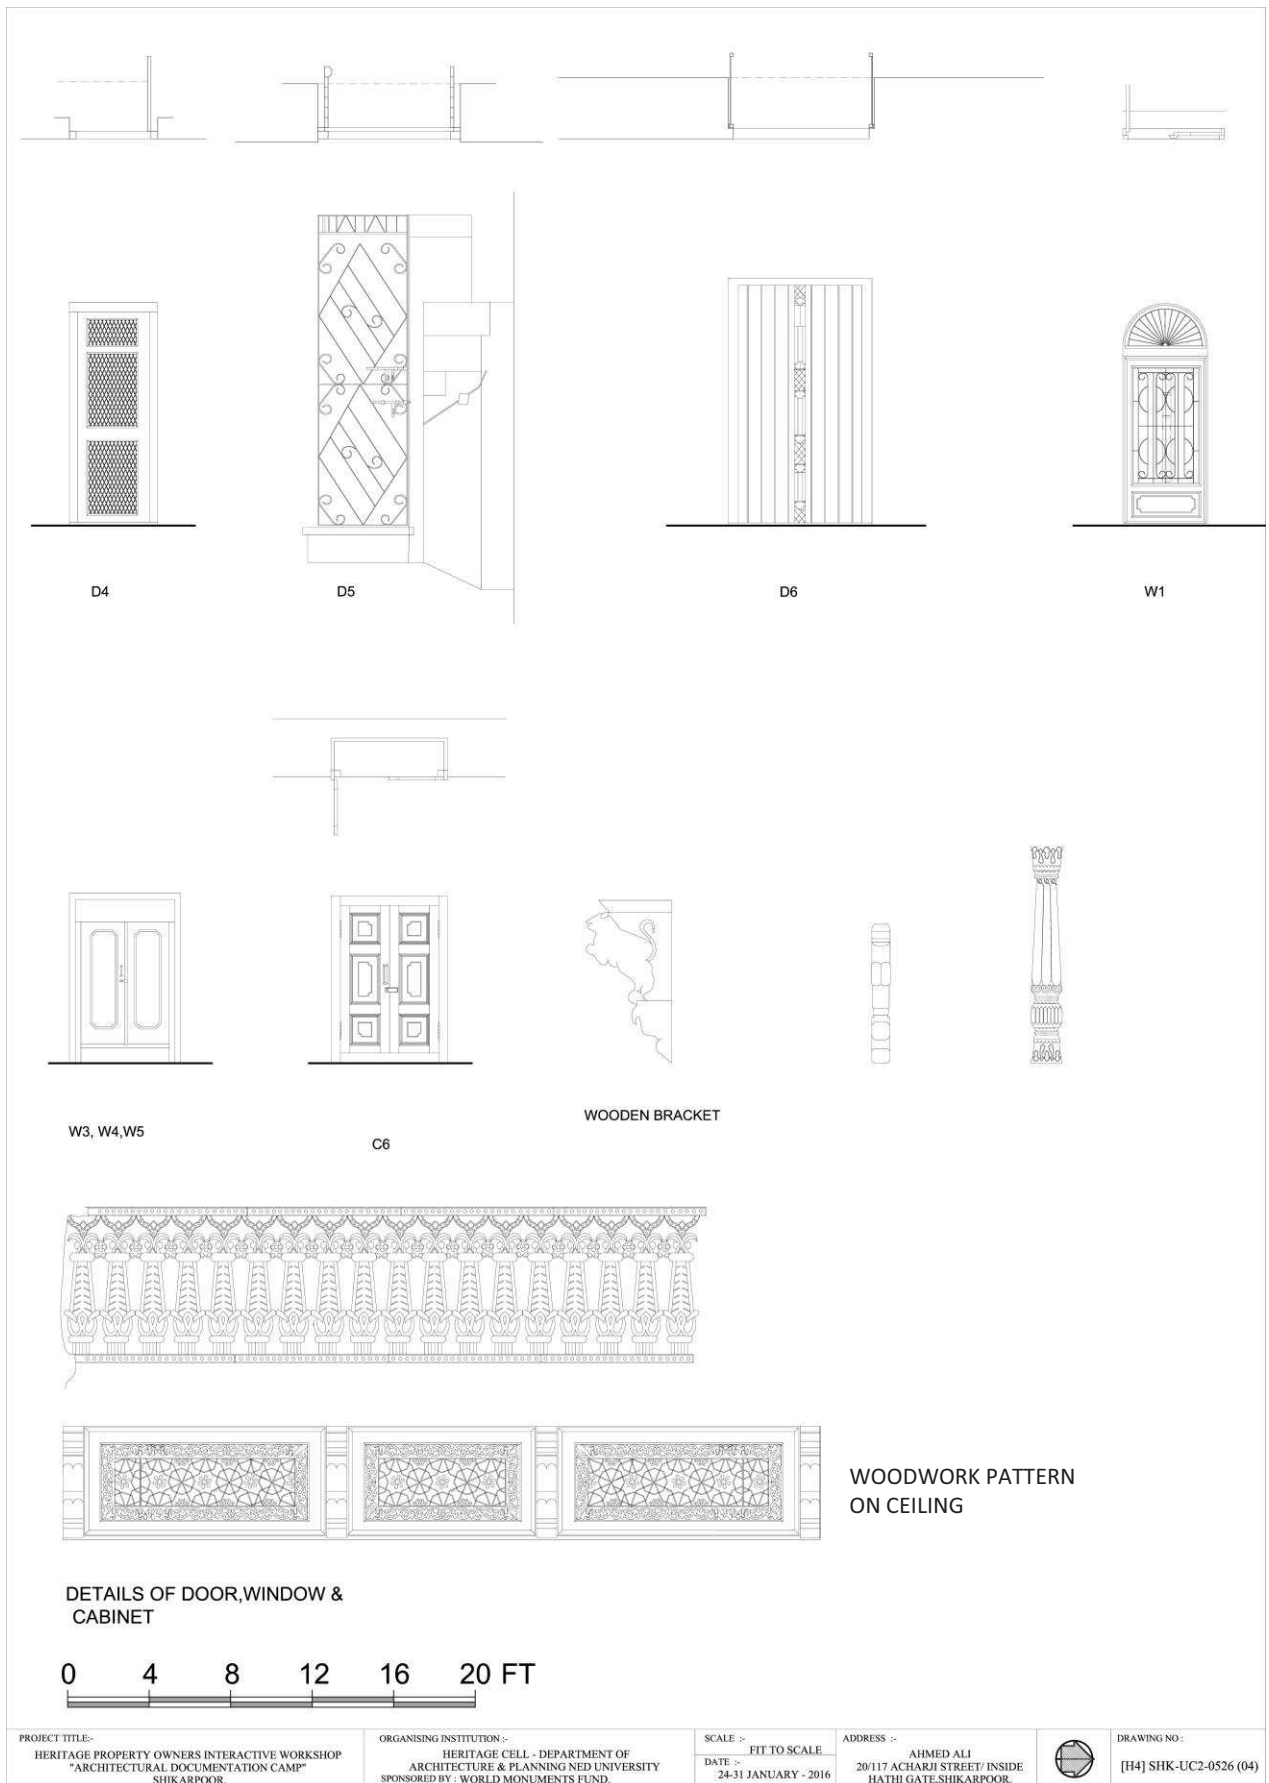 D4
D5
D6
W1
W3, W4,W5
C6
WOODEN BRACKET
WOODWORK PATTERN
ON CEILING
DETAILS OF DOOR,WINDOW &
CABINET
0 4 8 12 16 20 FT
PROJECT TITLE:-
HERITAGE PROPERTY OWNERS INTERACTIVE WORKSHOP
"ARCHITECTURAL DOCUMENTATION CAMP"
SHIKARPOOR.
ORGANISING INSTITUTION :-
HERITAGE CELL - DEPARTMENT OF
ARCHITECTURE & PLANNING NED UNIVERSITY
SPONSORED BY : WORLD MONUMENTS FUND.
SCALE :-
FIT TO SCALE
DATE :-
24-31 JANUARY - 2016
ADDRESS :-
AHMED ALI
20/117 ACHARJI STREET/ INSIDE
HATHI GATE,SHIKARPOOR.
DRAWING NO :
[H4] SHK-UC2-0526 (04)